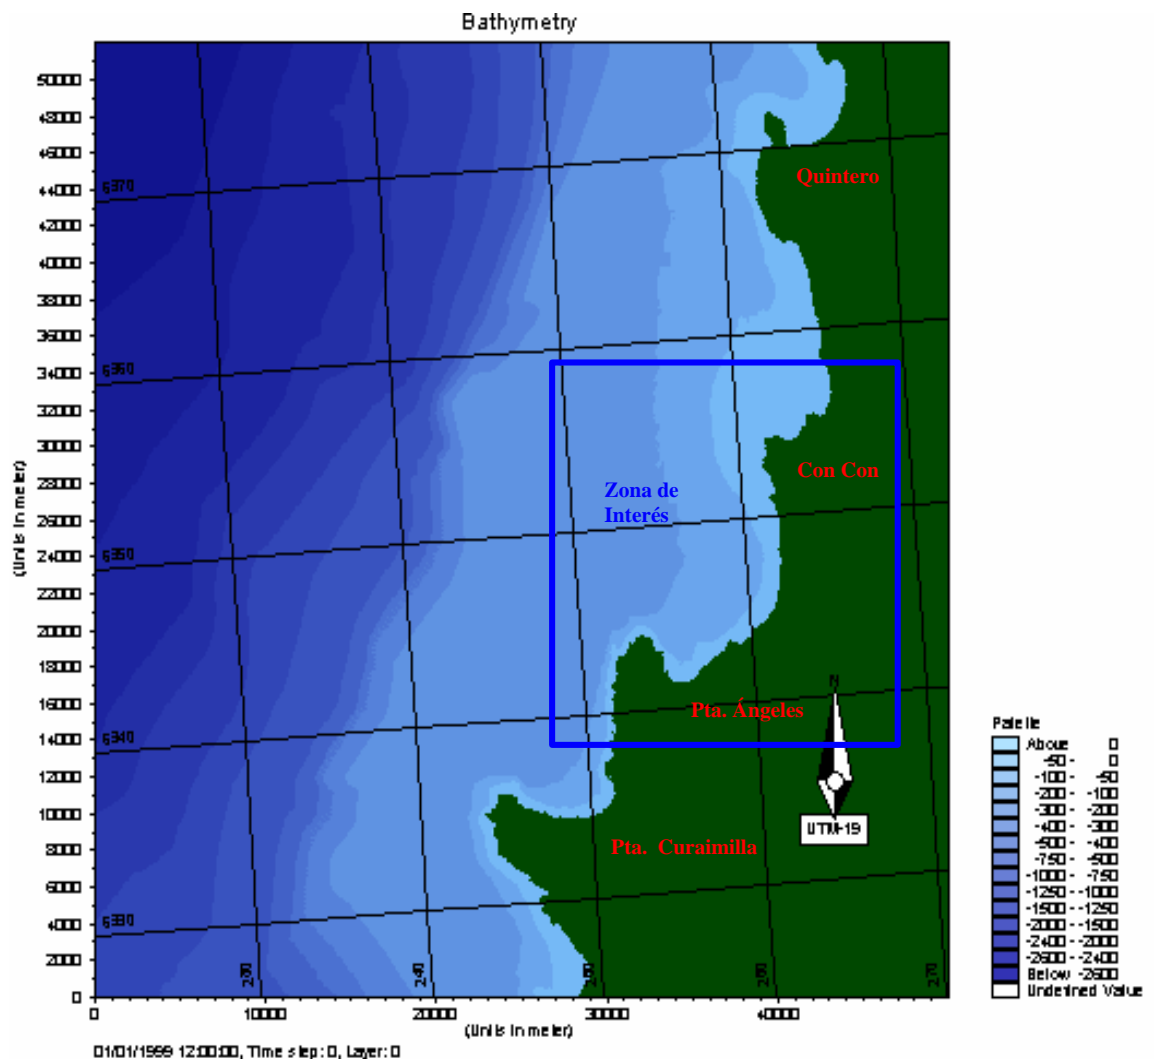 Bathymetry
50000
48000
46000
44000
42000
40000
38000
36000
34000
32000
30000
28000
26000
24000
22000
20000
18000
16000
14000
12000
10000
8000
6000
4000
2000
0
(Units in meter)
6370
6360
6350
6340
6330
Quintero
Con Con
Zona de
Interés
Pta. Ángeles
Pta. Curaimilla
N
UTM-19
240
260
270
0
10000
20000
30000
40000
(Units in meter)
01/01/1999 12:00:00, Time step: 0, Layer: 0
Palette
Above 0
-50 - 0
-100 - -50
-200 - -100
-300 - -200
-400 - -300
-500 - -400
-750 - -500
-1000 - -750
-1250 - -1000
-1500 - -1250
-2000 - -1500
-2400 - -2000
-2600 - -2400
Below -2600
Undefined Value